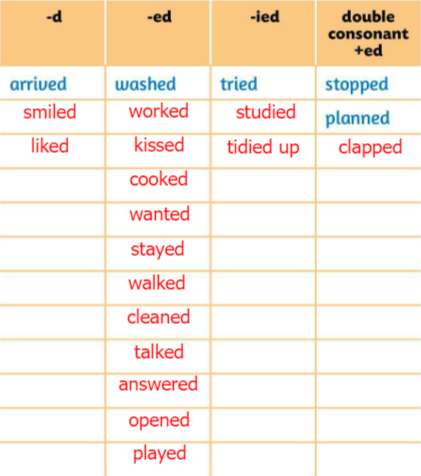 -d -ed -ied double
consonant
+ed
arrived washed tried stopped
smiled worked studied planned
liked kissed tidied up clapped
cooked
wanted
stayed
walked
cleaned
talked
answered
opened
played